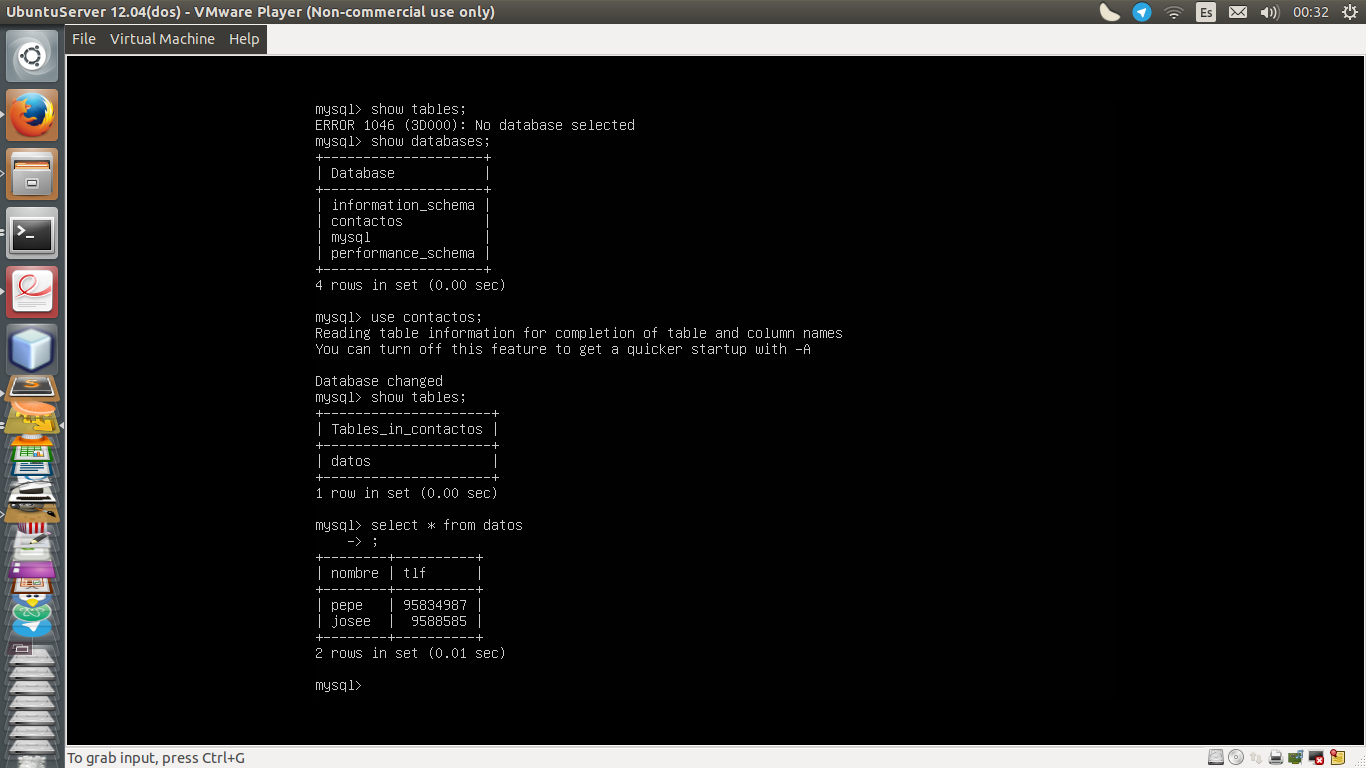 UbuntuServer 12.04(dos) - VMware Player (Non-commercial use only)
Es
00:32
File Virtual Machine Help
mysql> show tables;
ERROR 1046 (3D000): No database selected
mysql> show databases;
+--------------------+
| Database           |
+--------------------+
| information_schema |
| contactos          |
| mysql              |
| performance_schema |
+--------------------+
4 rows in set (0.00 sec)
mysql> use contactos;
Reading table information for completion of table and column names
You can turn off this feature to get a quicker startup with -A
Database changed
mysql> show tables;
+---------------------+
| Tables_in_contactos |
+---------------------+
| datos               |
+---------------------+
1 row in set (0.00 sec)
mysql> select * from datos
    -> ;
+--------+----------+
| nombre | tlf      |
+--------+----------+
| pepe   | 95834987 |
| josee  |  9588585 |
+--------+----------+
2 rows in set (0.01 sec)
mysql>
To grab input, press Ctrl+G